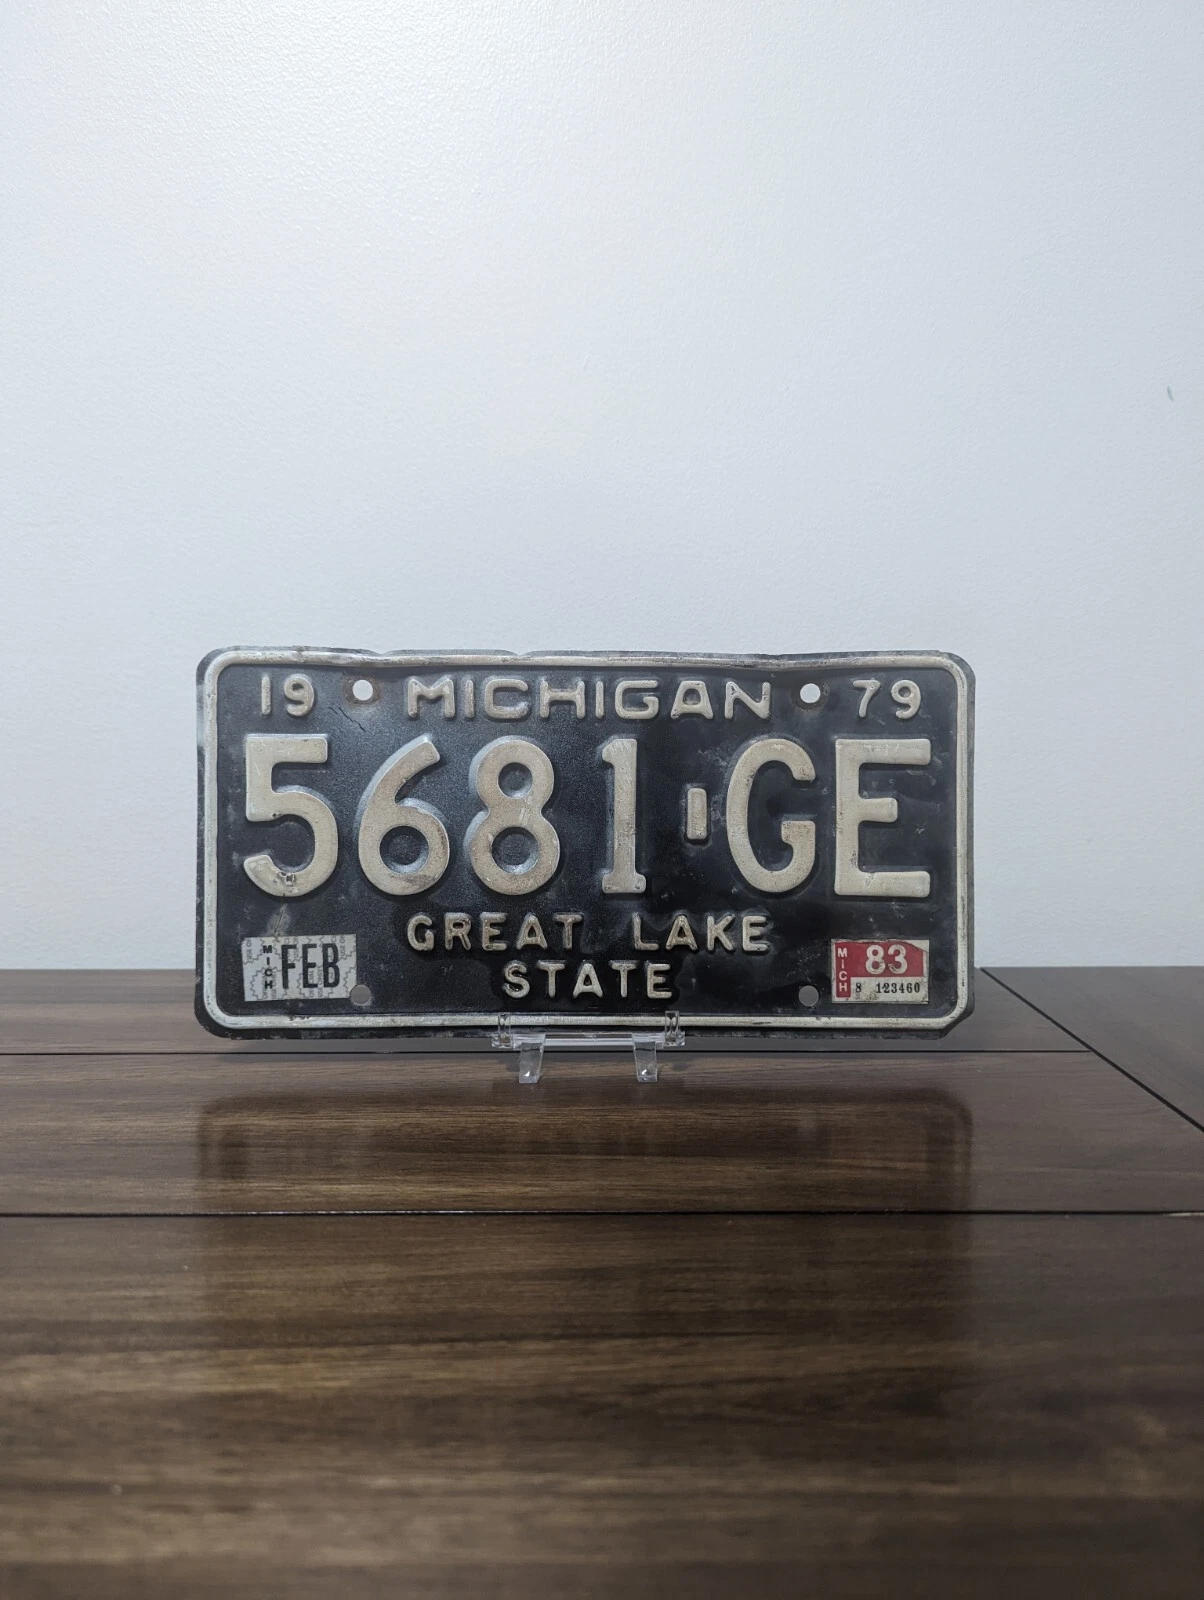 19 MICHIGAN 79
5681-GE
GREAT LAKE
STATE
MICH FEB
MICH 83
8 123460